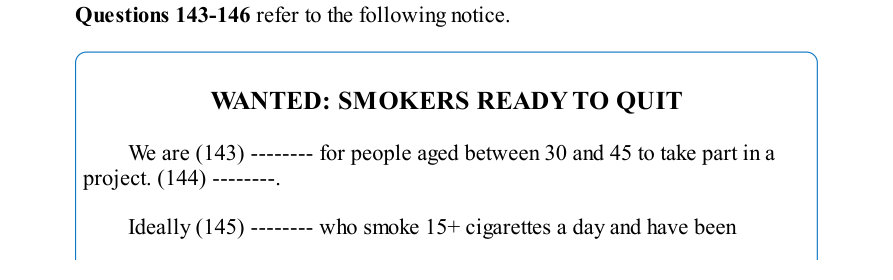 Questions 143-146 refer to the following notice.
WANTED: SMOKERS READY TO QUIT
We are (143) -------- for people aged between 30 and 45 to take part in a
project. (144) --------.
Ideally (145) -------- who smoke 15+ cigarettes a day and have been